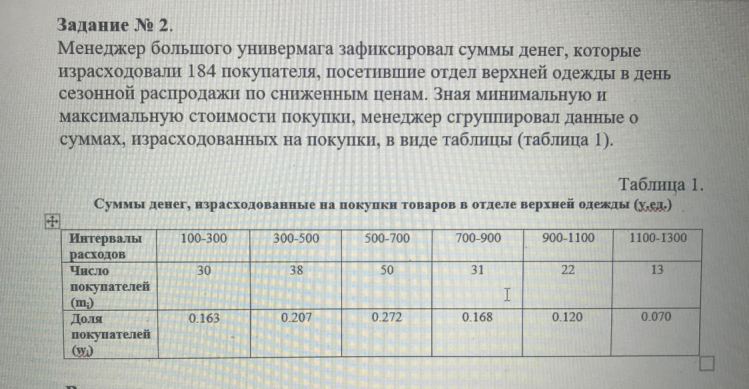 Задание № 2.
Менеджер большого универмага зафиксировал суммы денег, которые
израсходовали 184 покупателя, посетившие отдел верхней одежды в день
сезонной распродажи по сниженным ценам. Зная минимальную и
максимальную стоимости покупки, менеджер сгруппировал данные о
суммах, израсходованных на покупки, в виде таблицы (таблица 1).
Таблица 1.
Суммы денег, израсходованные на покупки товаров в отделе верхней одежды (у.ед.)
Интервалы расходов 100-300 300-500 500-700 700-900 900-1100 1100-1300
Число покупателей (mᵢ) 30 38 50 31 22 13
Доля покупателей (wᵢ) 0.163 0.207 0.272 0.168 0.120 0.070